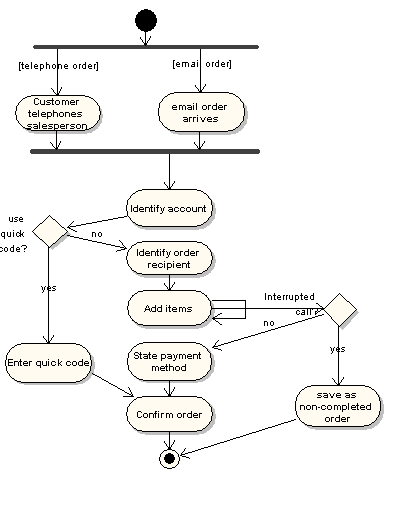 [telephone order]
[email order]
Customer
telephones
salesperson
email order
arrives
Identify account
use
quick
code?
no
Identify order
recipient
yes
Add items
Interrupted
call?
no
State payment
method
yes
Enter quick code
save as
non-completed
order
Confirm order